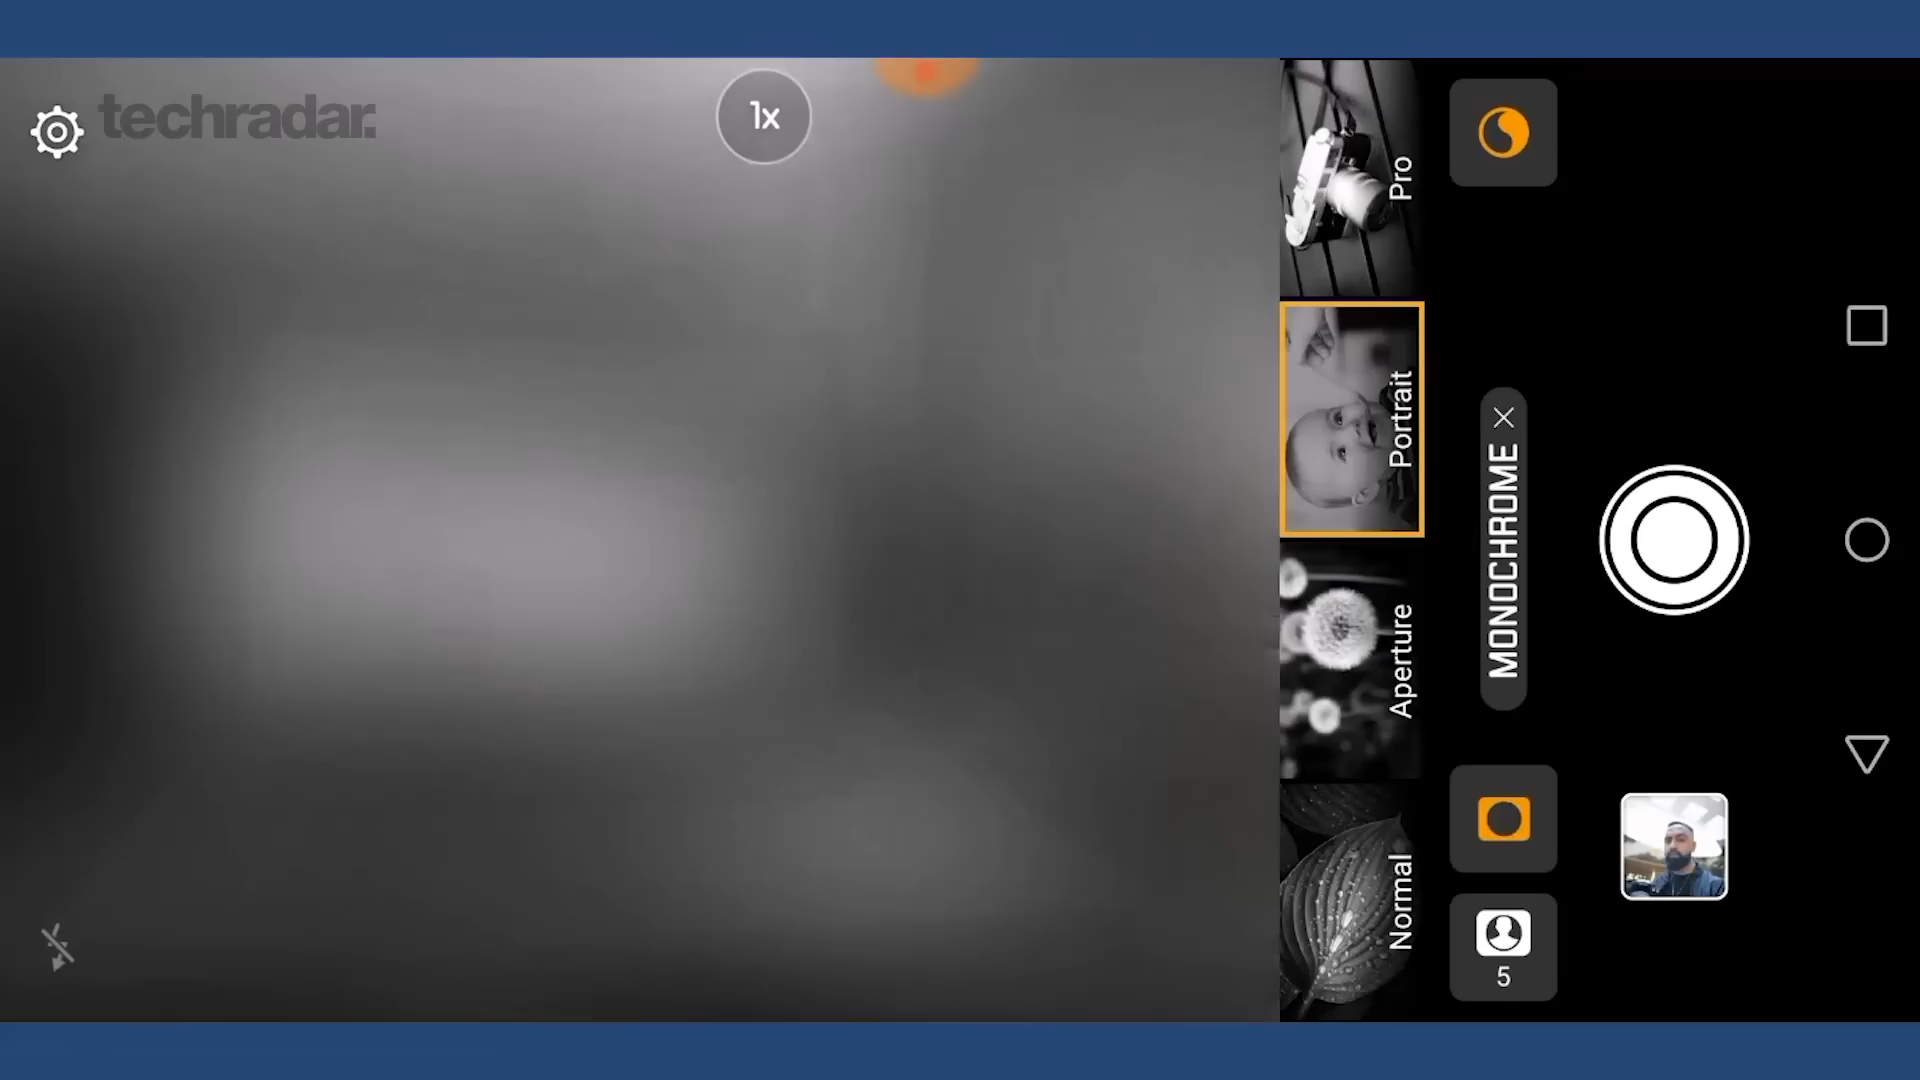 techradar.
1x
Pro
Portrait
Aperture
Normal
MONOCHROME
5